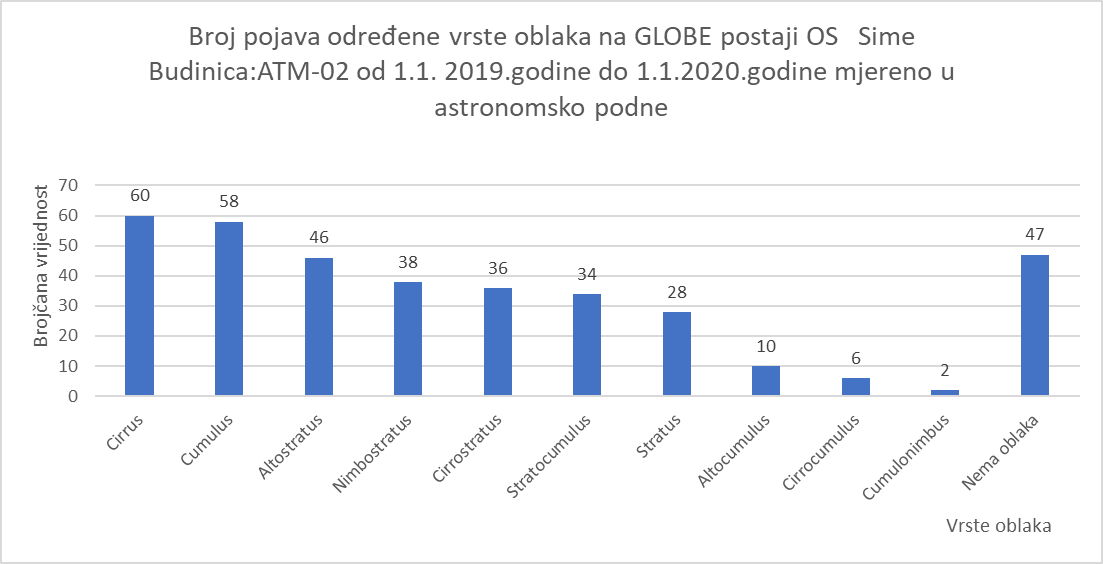 Broj pojava određene vrste oblaka na GLOBE postaji OS   Sime
Budinica:ATM-02 od 1.1. 2019.godine do 1.1.2020.godine mjereno u
astronomsko podne
Brojčana vrijednost
70
60
50
40
30
20
10
0
60
58
46
38
36
34
28
10
6
2
47
Cirrus
Cumulus
Altostratus
Nimbostratus
Cirrostratus
Stratocumulus
Stratus
Altocumulus
Cirrocumulus
Cumulonimbus
Nema oblaka
Vrste oblaka